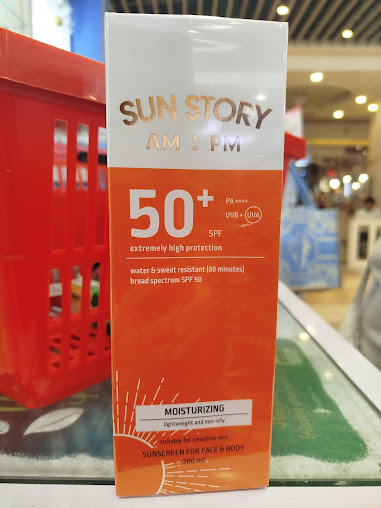 SUN STORY
AM : PM
50+
SPF
PA ++++
UVB + UVA
extremely high protection
water & sweat resistant (80 minutes)
broad spectrum SPF 50
MOISTURIZING
lightweight and non-oily
suitable for sensitive skin
SUNSCREEN FOR FACE & BODY
280 ml